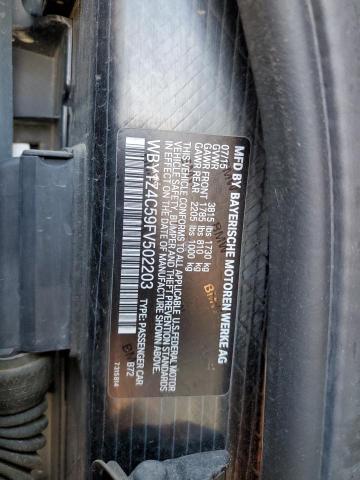 MFD BY BAYERISCHE MOTOREN WERKE AG
07/15
GVWR 3815 lbs 1730 kg
GAWR FRONT 1785 lbs 810 kg
GAWR REAR 2205 lbs 1000 kg
THIS VEHICLE CONFORMS TO ALL APPLICABLE U.S. FEDERAL MOTOR
VEHICLE SAFETY, BUMPER AND THEFT PREVENTION STANDARDS
IN EFFECT ON THE DATE OF MANUFACTURE SHOWN ABOVE.
WBY1Z4C59FV502203 TYPE: PASSENGER CAR
B72
7315814